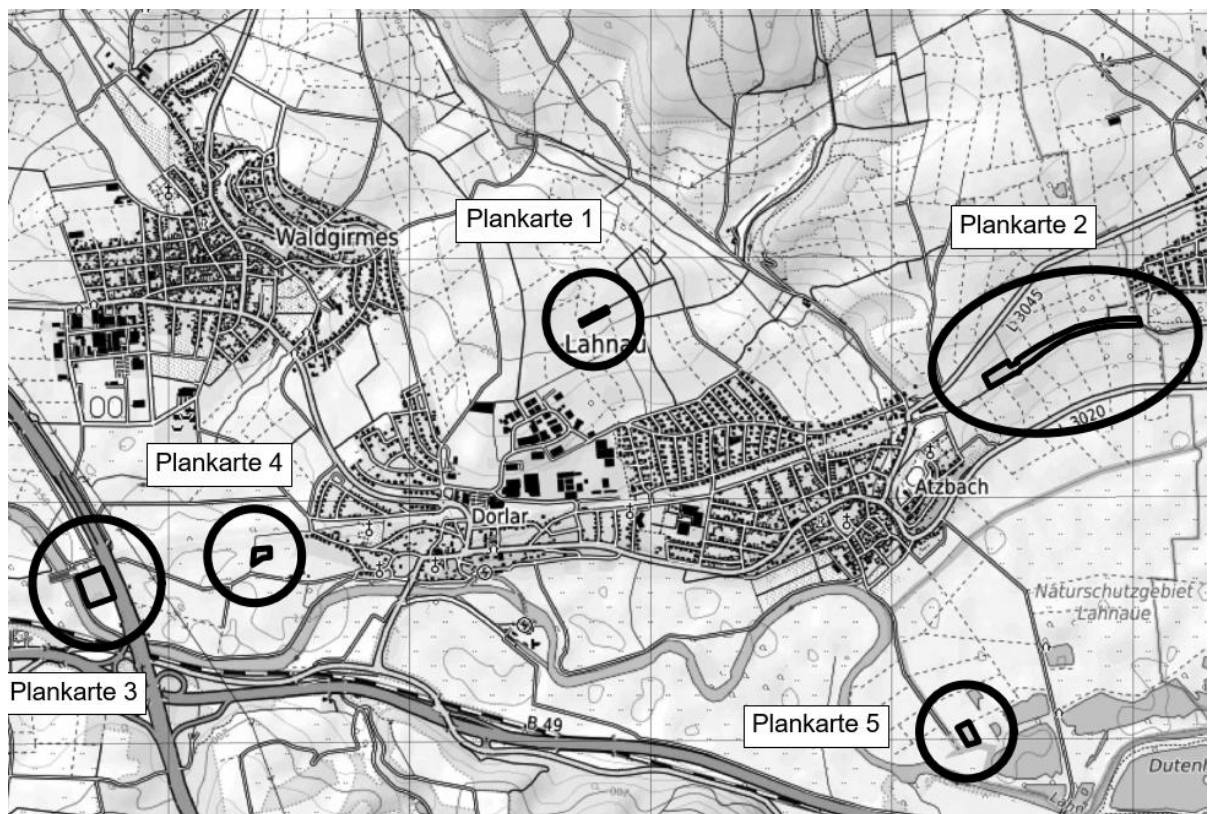 Plankarte 1
Plankarte 2
Waldgirmes
L 3045
Lahnau
3020
Plankarte 4
Atzbach
Dorlar
Naturschutzgebiet
Lahnaue
Plankarte 3
B 49
Plankarte 5
Lahn